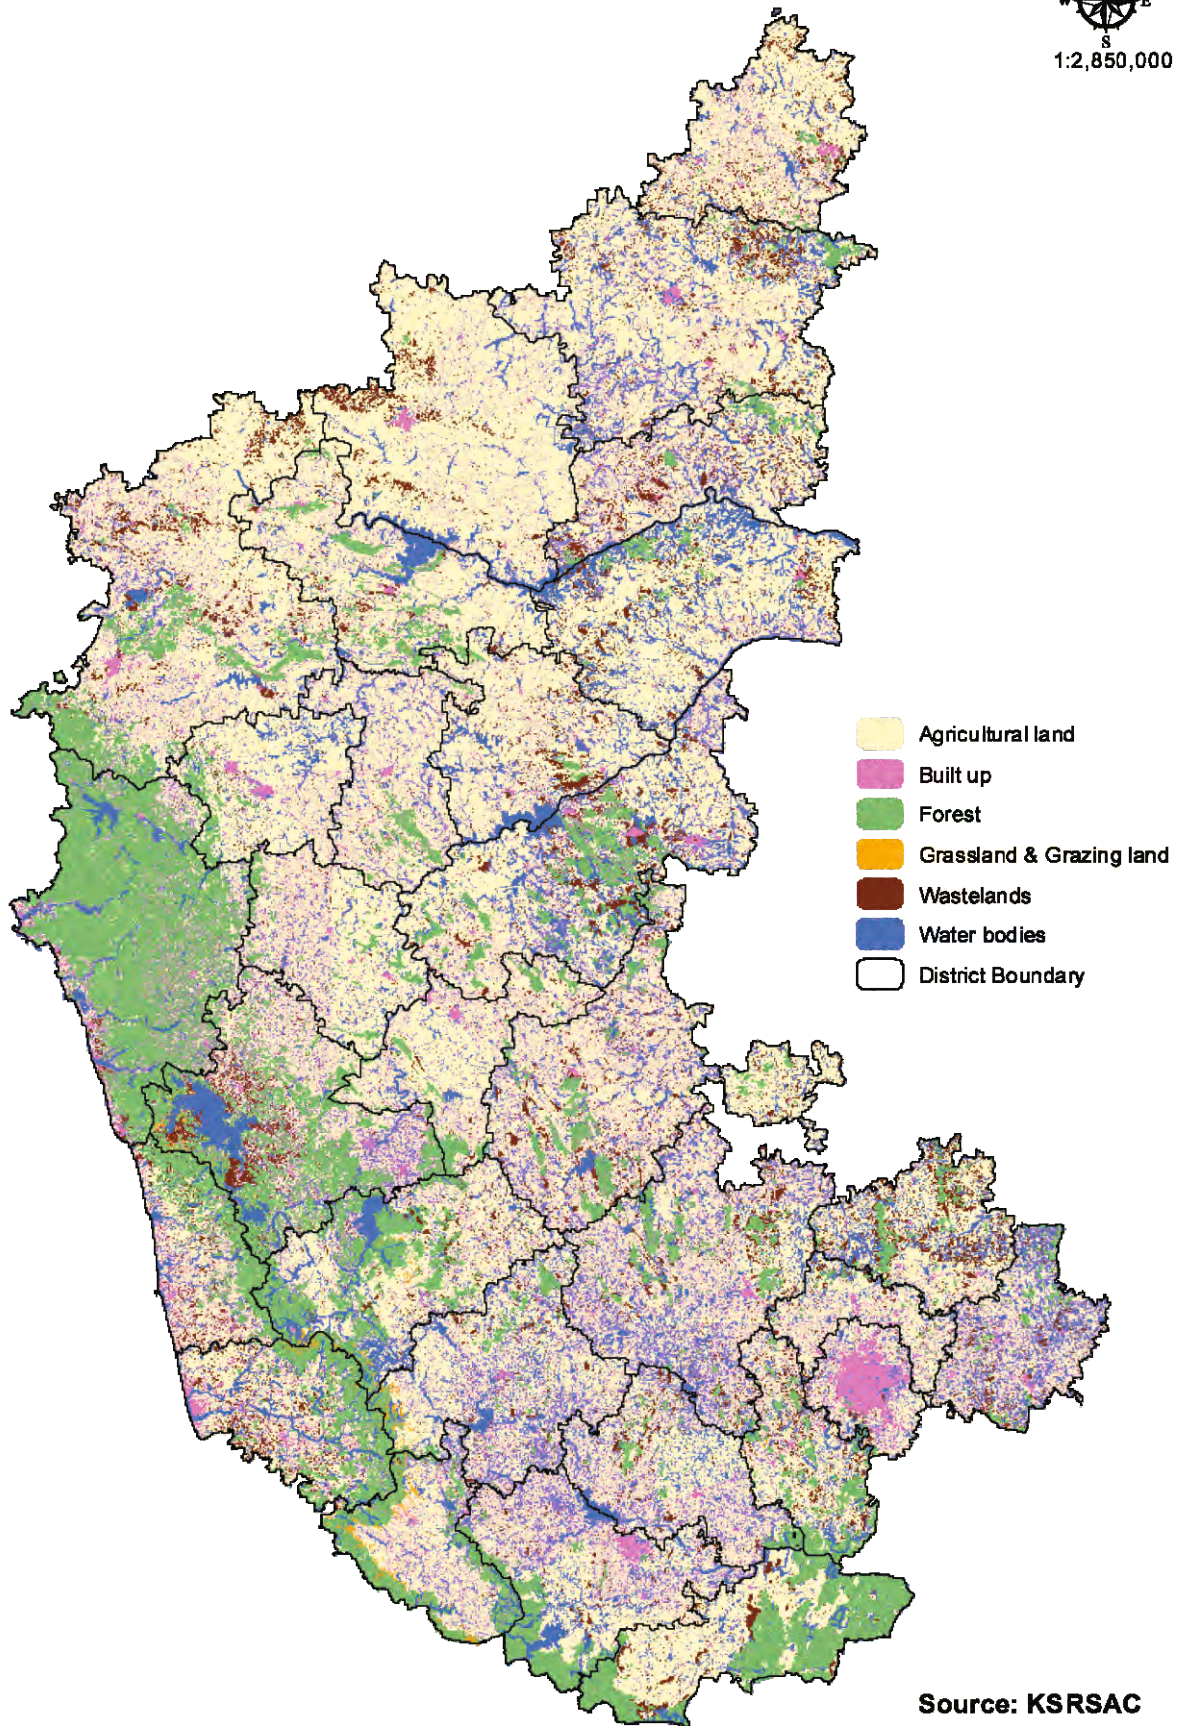 W E
S
1:2,850,000
Agricultural land
Built up
Forest
Grassland & Grazing land
Wastelands
Water bodies
District Boundary
Source: KSRSAC